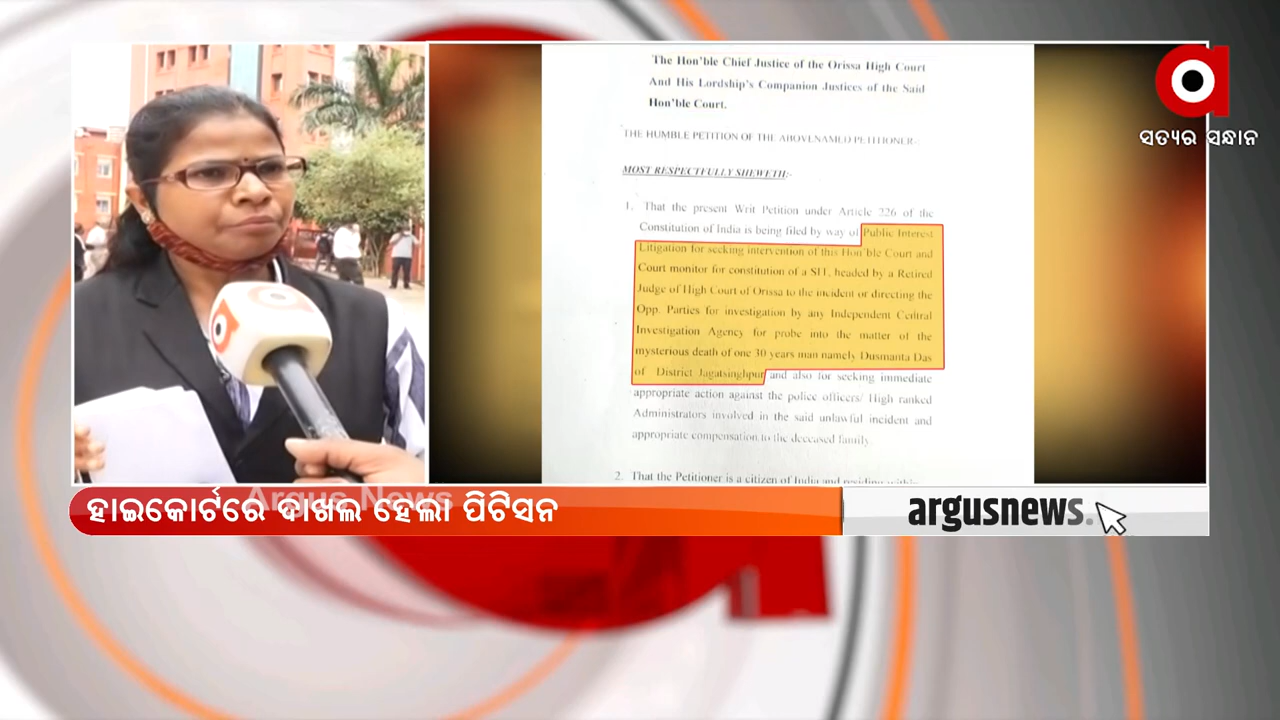 The Hon'ble Chief Justice of the Orissa High Court
And His Lordship's Companion Justices of the Said
Hon'ble Court.
THE HUMBLE PETITION OF THE ABOVENAMED PETITIONER-
MOST RESPECTFULLY SHEWETH:-
1. That the present Writ Petition under Article 226 of the
Constitution of India is being filed by way of Public Interest
Litigation for seeking intervention of this Hon'ble Court and
Court monitor for constitution of a SIT, headed by a Retired
Judge of High Court of Orissa to the incident or directing the
Opp. Parties for investigation by any Independent Central
Investigation Agency for probe into the matter of the
mysterious death of one 30 years man namely Dusmanta Das
of District Jagatsinghpur and also for seeking immediate
appropriate action against the police officers/ High ranked
Administrators involved in the said unlawful incident and
appropriate compensation to the deceased family.
2. That the Petitioner is a citizen of India and residing
ସତ୍ୟର ସନ୍ଧାନ
Argus News
ହାଇକୋର୍ଟରେ ଦାଖଲ ହେଲା ପିଟିସନ
argusnews.